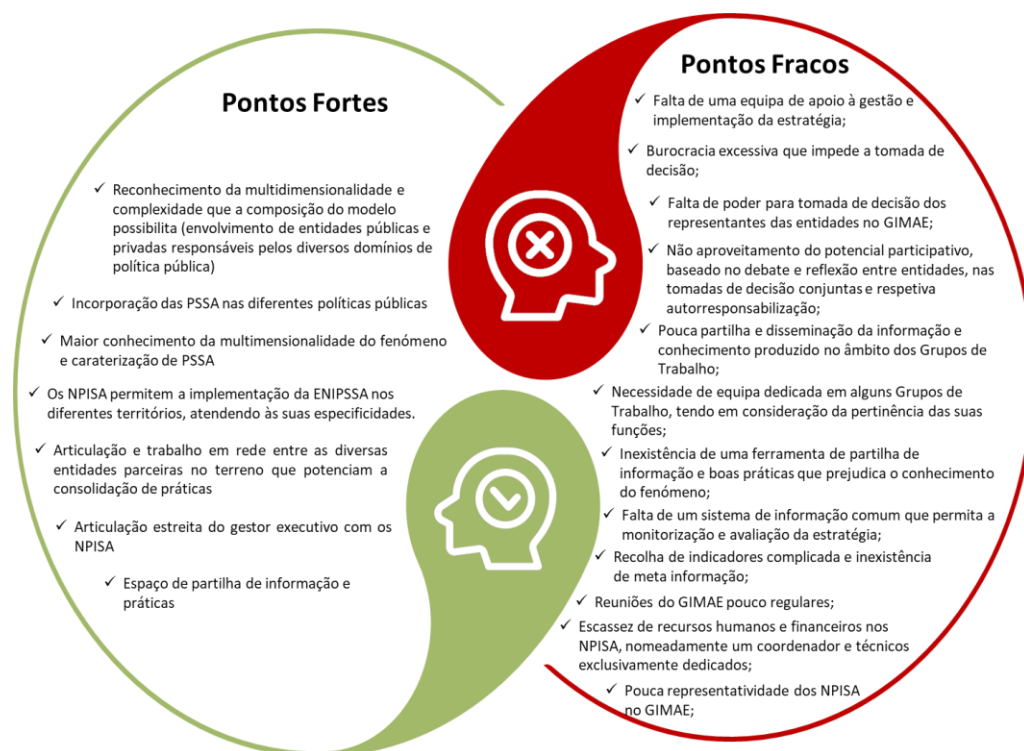 Pontos Fortes
✓ Reconhecimento da multidimensionalidade e
complexidade que a composição do modelo
possibilita (envolvimento de entidades públicas e
privadas responsáveis pelos diversos domínios de
política pública)
✓ Incorporação das PSSA nas diferentes políticas públicas
✓ Maior conhecimento da multimensionalidade do fenómeno
e caraterização de PSSA
✓ Os NPISA permitem a implementação da ENIPSSA nos
diferentes territórios, atendendo às suas especificidades.
✓ Articulação e trabalho em rede entre as diversas
entidades parceiras no terreno que potenciam a
consolidação de práticas
✓ Articulação estreita do gestor executivo com os
NPISA
✓ Espaço de partilha de informação e
práticas
Pontos Fracos
✓ Falta de uma equipa de apoio à gestão e
implementação da estratégia;
✓ Burocracia excessiva que impede a tomada de
decisão;
✓ Falta de poder para tomada de decisão dos
representantes das entidades no GIMAE;
✓ Não aproveitamento do potencial participativo,
baseado no debate e reflexão entre entidades, nas
tomadas de decisão conjuntas e respetiva
autorresponsabilização;
✓ Pouca partilha e disseminação da informação e
conhecimento produzido no âmbito dos Grupos de
Trabalho;
✓ Necessidade de equipa dedicada em alguns Grupos de
Trabalho, tendo em consideração da pertinência das suas
funções;
✓ Inexistência de uma ferramenta de partilha de
informação e boas práticas que prejudica o conhecimento
do fenómeno;
✓ Falta de um sistema de informação comum que permita a
monitorização e avaliação da estratégia;
✓ Recolha de indicadores complicada e inexistência
de meta informação;
✓ Reuniões do GIMAE pouco regulares;
✓ Escassez de recursos humanos e financeiros nos
NPISA, nomeadamente um coordenador e técnicos
exclusivamente dedicados;
✓ Pouca representatividade dos NPISA
no GIMAE;